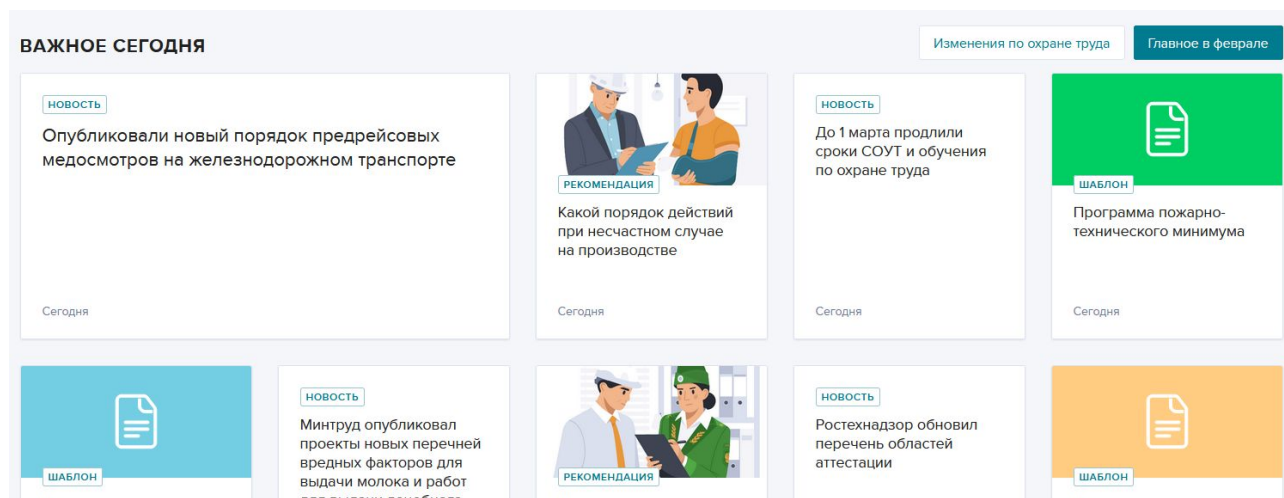 ВАЖНОЕ СЕГОДНЯ
Изменения по охране труда
Главное в феврале
НОВОСТЬ
Опубликовали новый порядок предрейсовых
медосмотров на железнодорожном транспорте
Сегодня
РЕКОМЕНДАЦИЯ
Какой порядок действий
при несчастном случае
на производстве
Сегодня
НОВОСТЬ
До 1 марта продлили
сроки СОУТ и обучения
по охране труда
Сегодня
ШАБЛОН
Программа пожарно-
технического минимума
Сегодня
ШАБЛОН
НОВОСТЬ
Минтруд опубликовал
проекты новых перечней
вредных факторов для
выдачи молока и работ
РЕКОМЕНДАЦИЯ
НОВОСТЬ
Ростехнадзор обновил
перечень областей
аттестации
ШАБЛОН